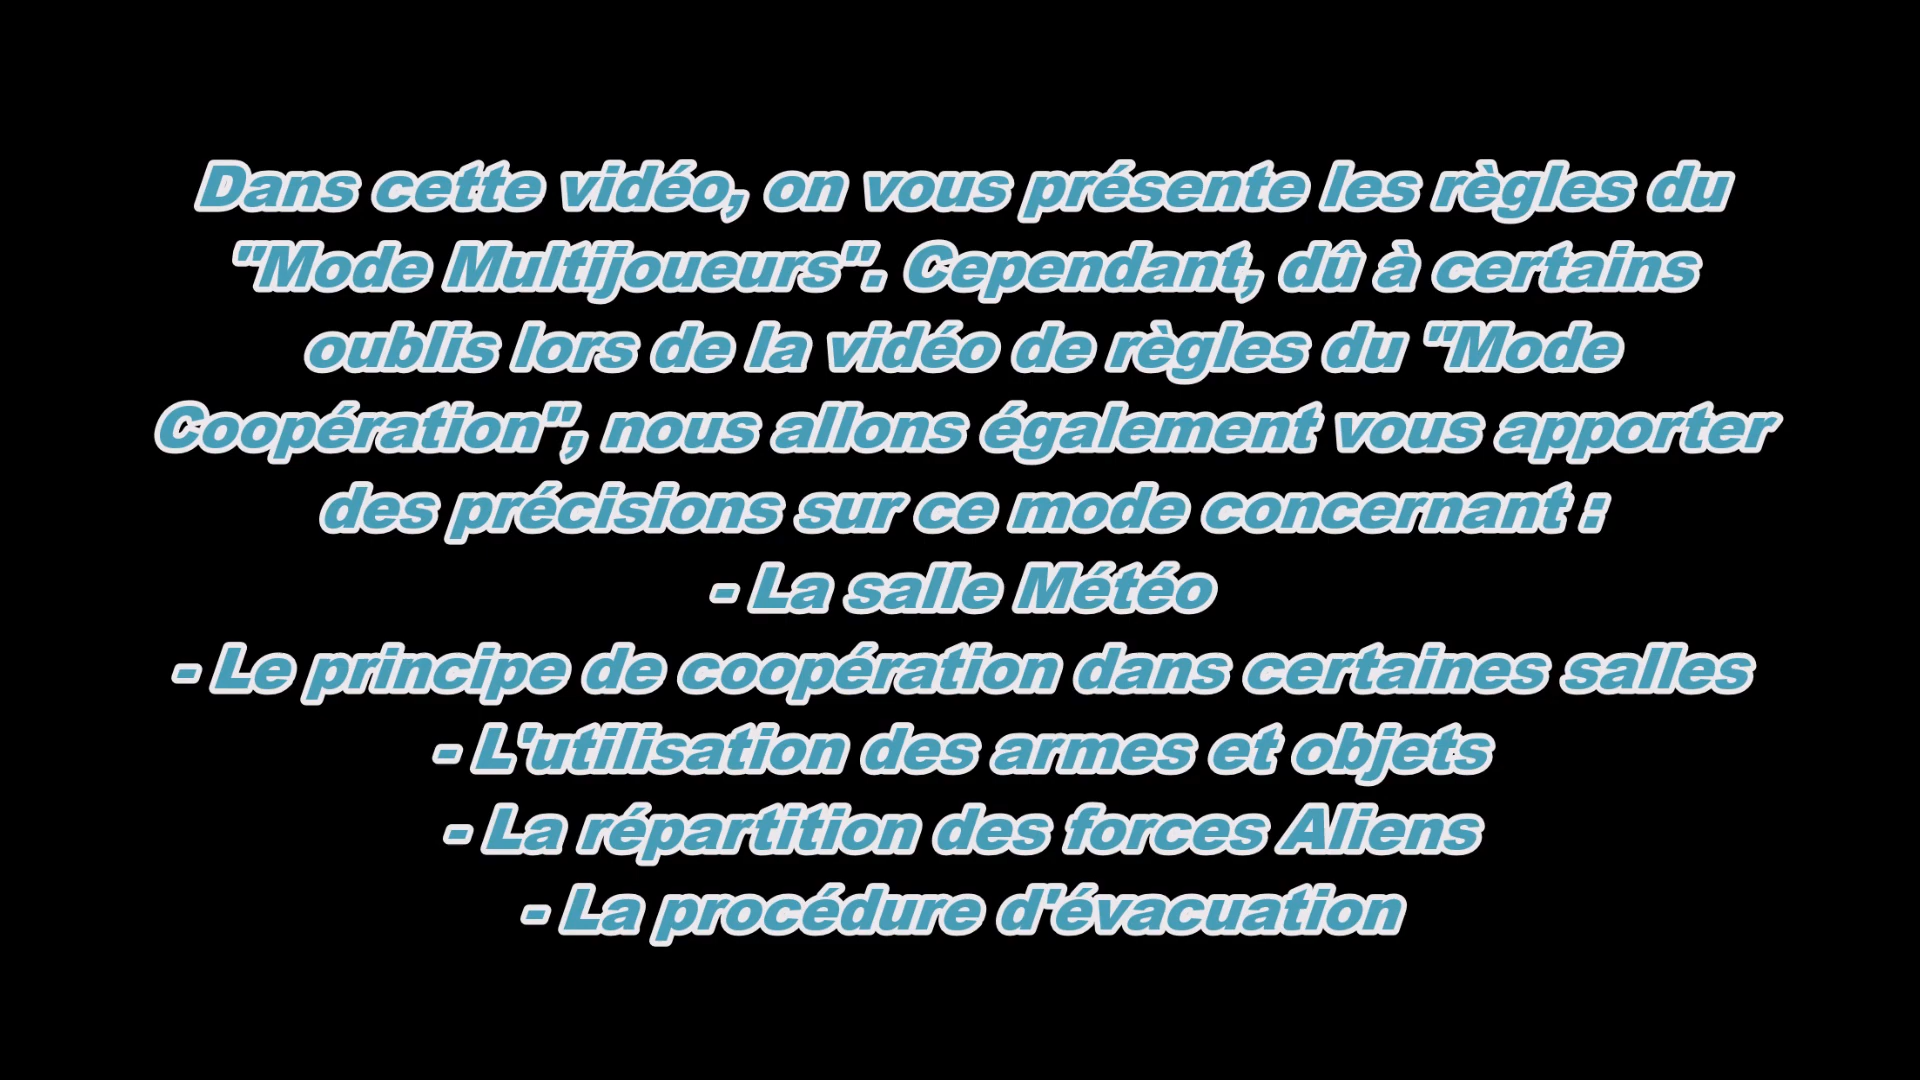 Dans cette vidéo, on vous présente les règles du
"Mode Multijoueurs". Cependant, dû à certains
oublis lors de la vidéo de règles du "Mode
Coopération", nous allons également vous apporter
des précisions sur ce mode concernant :
- La salle Météo
- Le principe de coopération dans certaines salles
- L'utilisation des armes et objets
- La répartition des forces Aliens
- La procédure d'évacuation